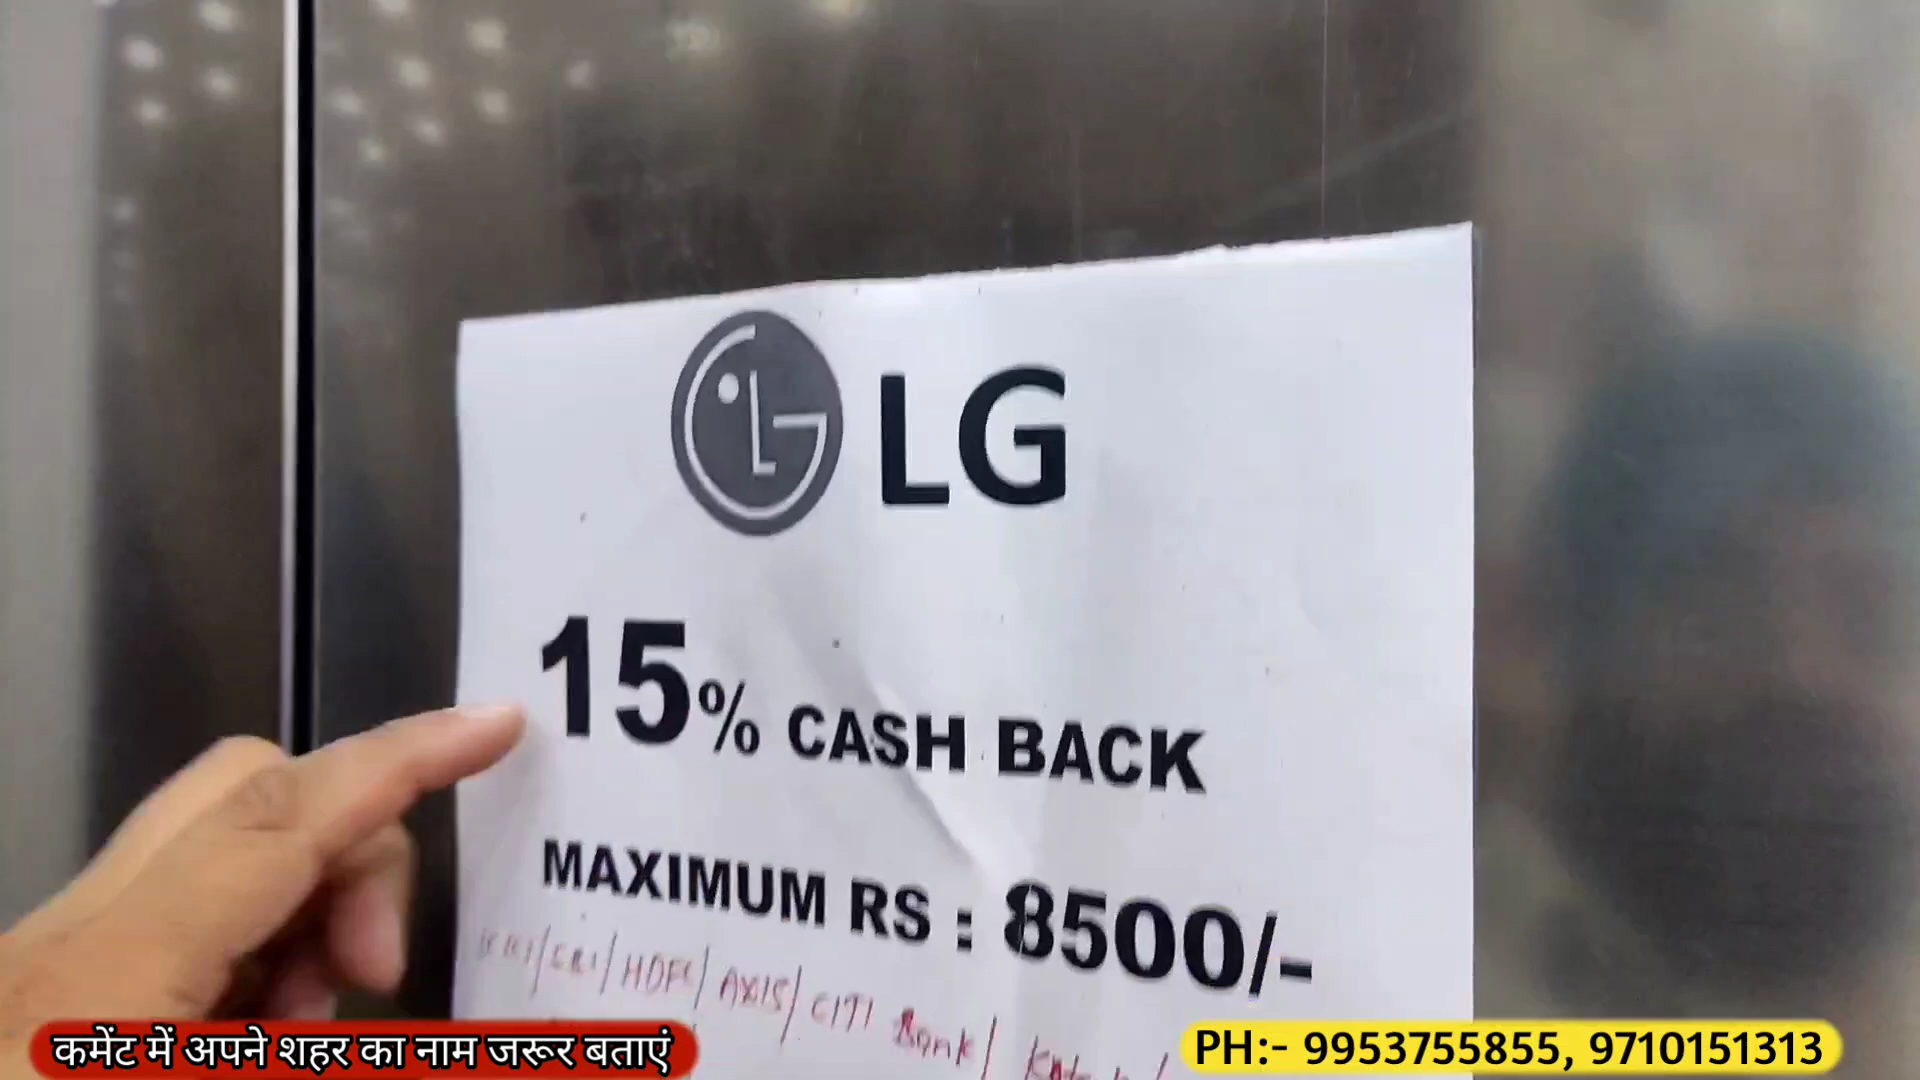 LG
15% CASH BACK
MAXIMUM RS : 8500/-
HDFC/ AXIS/ CITI Bank/
कमेंट में अपने शहर का नाम जरूर बताएं
PH:- 9953755855, 9710151313